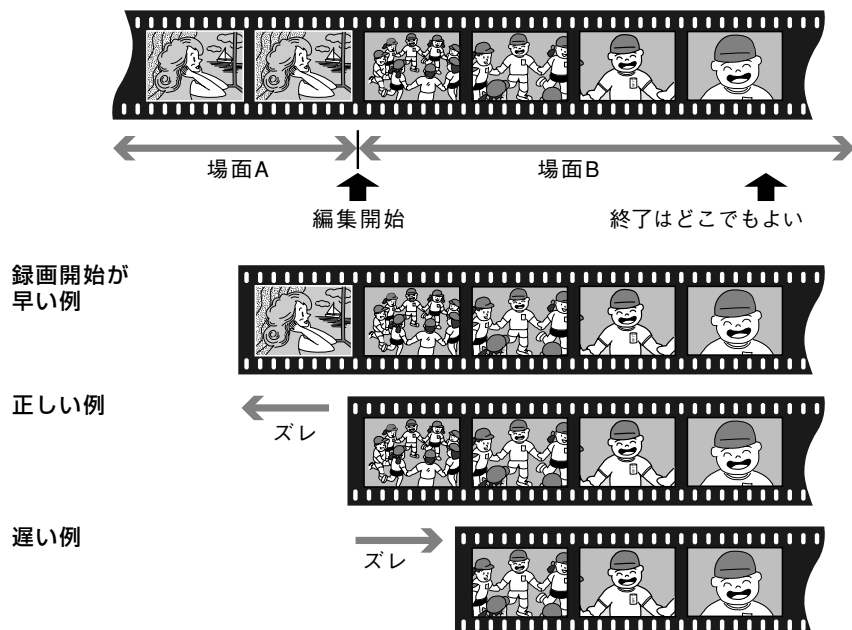 場面A
場面B
編集開始
終了はどこでもよい
録画開始が
早い例
正しい例
ズレ
遅い例
ズレ